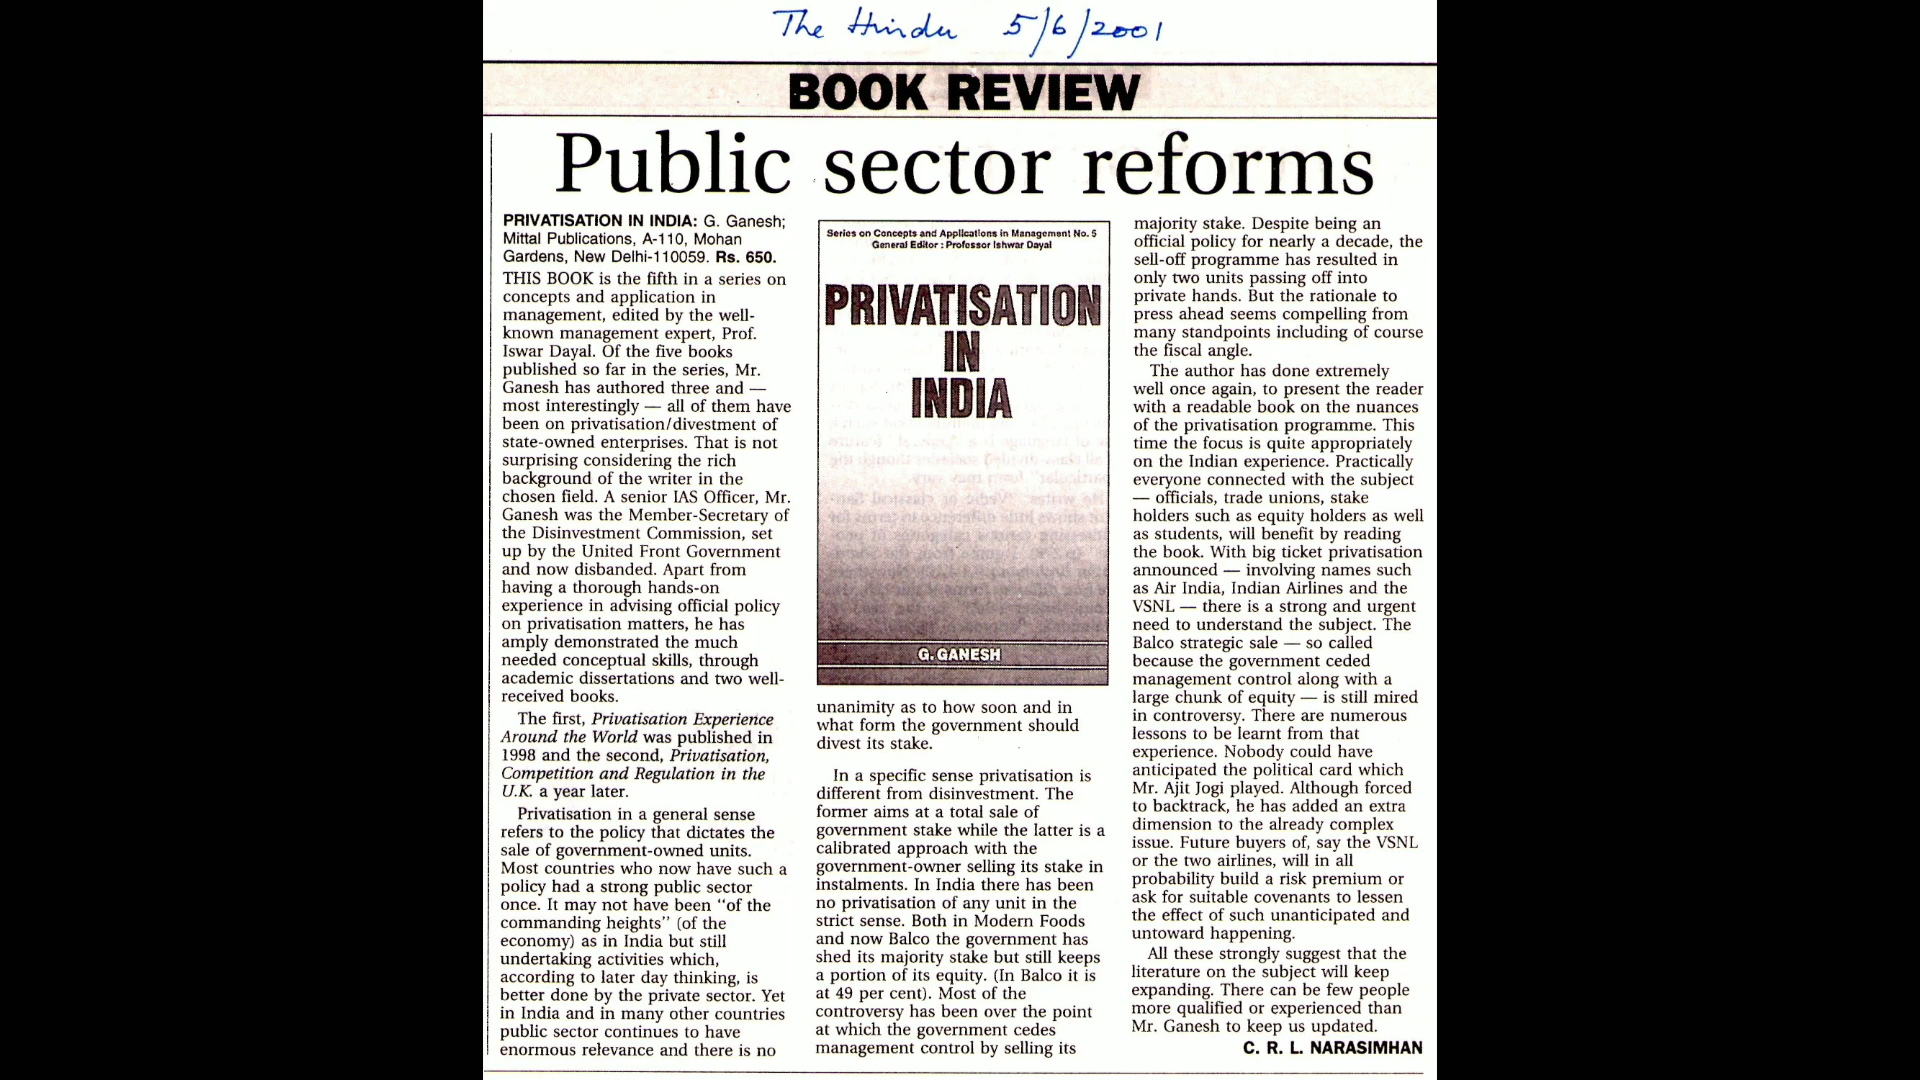 The Hindu 5/6/2001
BOOK REVIEW
Public sector reforms
PRIVATISATION IN INDIA: G. Ganesh;
Mittal Publications, A-110, Mohan
Gardens, New Delhi-110059. Rs. 650.
THIS BOOK is the fifth in a series on
concepts and application in
management, edited by the well-
known management expert, Prof.
Iswar Dayal. Of the five books
published so far in the series, Mr.
Ganesh has authored three and —
most interestingly — all of them have
been on privatisation/divestment of
state-owned enterprises. That is not
surprising considering the rich
background of the writer in the
chosen field. A senior IAS Officer, Mr.
Ganesh was the Member-Secretary of
the Disinvestment Commission, set
up by the United Front Government
and now disbanded. Apart from
having a thorough hands-on
experience in advising official policy
on privatisation matters, he has
amply demonstrated the much
needed conceptual skills, through
academic dissertations and two well-
received books.
The first, Privatisation Experience
Around the World was published in
1998 and the second, Privatisation,
Competition and Regulation in the
U.K. a year later.
Privatisation in a general sense
refers to the policy that dictates the
sale of government-owned units.
Most countries who now have such a
policy had a strong public sector
once. It may not have been "of the
commanding heights" (of the
economy) as in India but still
undertaking activities which,
according to later day thinking, is
better done by the private sector. Yet
in India and in many other countries
public sector continues to have
enormous relevance and there is no
Series on Concepts and Applications in Management No. 5
General Editor : Professor Ishwar Dayal
PRIVATISATION
IN
INDIA
G. GANESH
unanimity as to how soon and in
what form the government should
divest its stake.
In a specific sense privatisation is
different from disinvestment. The
former aims at a total sale of
government stake while the latter is a
calibrated approach with the
government-owner selling its stake in
instalments. In India there has been
no privatisation of any unit in the
strict sense. Both in Modern Foods
and now Balco the government has
shed its majority stake but still keeps
a portion of its equity. (In Balco it is
at 49 per cent). Most of the
controversy has been over the point
at which the government cedes
management control by selling its
majority stake. Despite being an
official policy for nearly a decade, the
sell-off programme has resulted in
only two units passing off into
private hands. But the rationale to
press ahead seems compelling from
many standpoints including of course
the fiscal angle.
The author has done extremely
well once again, to present the reader
with a readable book on the nuances
of the privatisation programme. This
time the focus is quite appropriately
on the Indian experience. Practically
everyone connected with the subject
— officials, trade unions, stake
holders such as equity holders as well
as students, will benefit by reading
the book. With big ticket privatisation
announced — involving names such
as Air India, Indian Airlines and the
VSNL — there is a strong and urgent
need to understand the subject. The
Balco strategic sale — so called
because the government ceded
management control along with a
large chunk of equity — is still mired
in controversy. There are numerous
lessons to be learnt from that
experience. Nobody could have
anticipated the political card which
Mr. Ajit Jogi played. Although forced
to backtrack, he has added an extra
dimension to the already complex
issue. Future buyers of, say the VSNL
or the two airlines, will in all
probability build a risk premium or
ask for suitable covenants to lessen
the effect of such unanticipated and
untoward happening.
All these strongly suggest that the
literature on the subject will keep
expanding. There can be few people
more qualified or experienced than
Mr. Ganesh to keep us updated.
C. R. L. NARASIMHAN